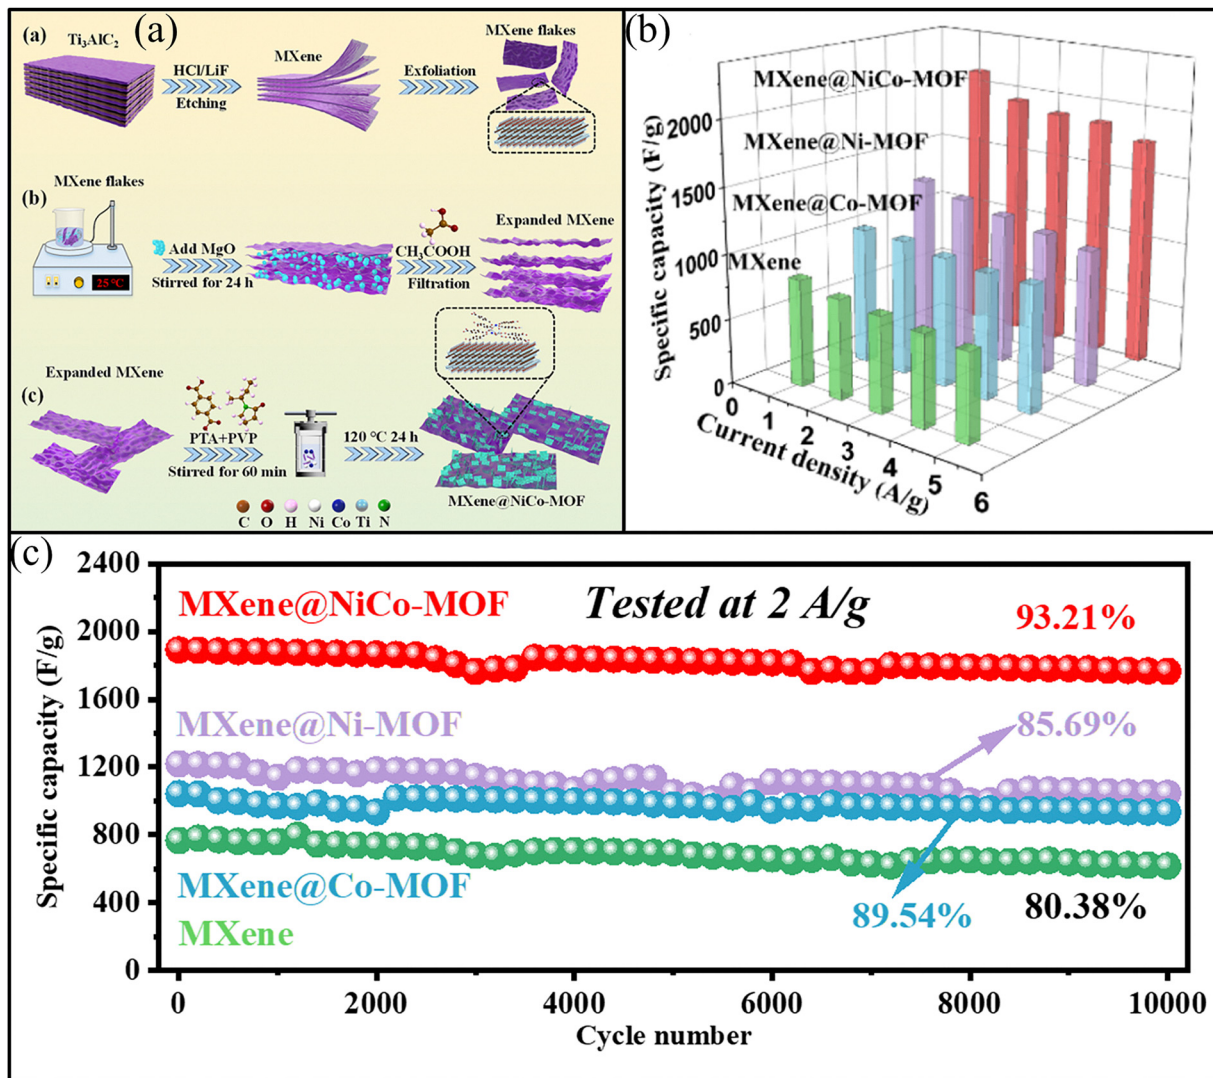 (a)
(a)
Ti₃AlC₂
HCl/LiF
Etching
MXene
Exfoliation
MXene flakes
(b)
MXene flakes
25℃
Add MgO
Stirred for 24 h
CH₃COOH
Filtration
Expanded MXene
(c)
Expanded MXene
PTA+PVP
Stirred for 60 min
120 ℃ 24 h
MXene@NiCo-MOF
C O H Ni Co Ti N
(b)
MXene@NiCo-MOF
MXene@Ni-MOF
MXene@Co-MOF
MXene
Specific capacity (F/g)
2000
1500
1000
500
0
0 1 2 3 4 5 6
Current density (A/g)
(c)
Specific capacity (F/g)
2400
2000
1600
1200
800
400
0
MXene@NiCo-MOF
Tested at 2 A/g
93.21%
MXene@Ni-MOF
85.69%
MXene@Co-MOF
89.54%
80.38%
MXene
0 2000 4000 6000 8000 10000
Cycle number